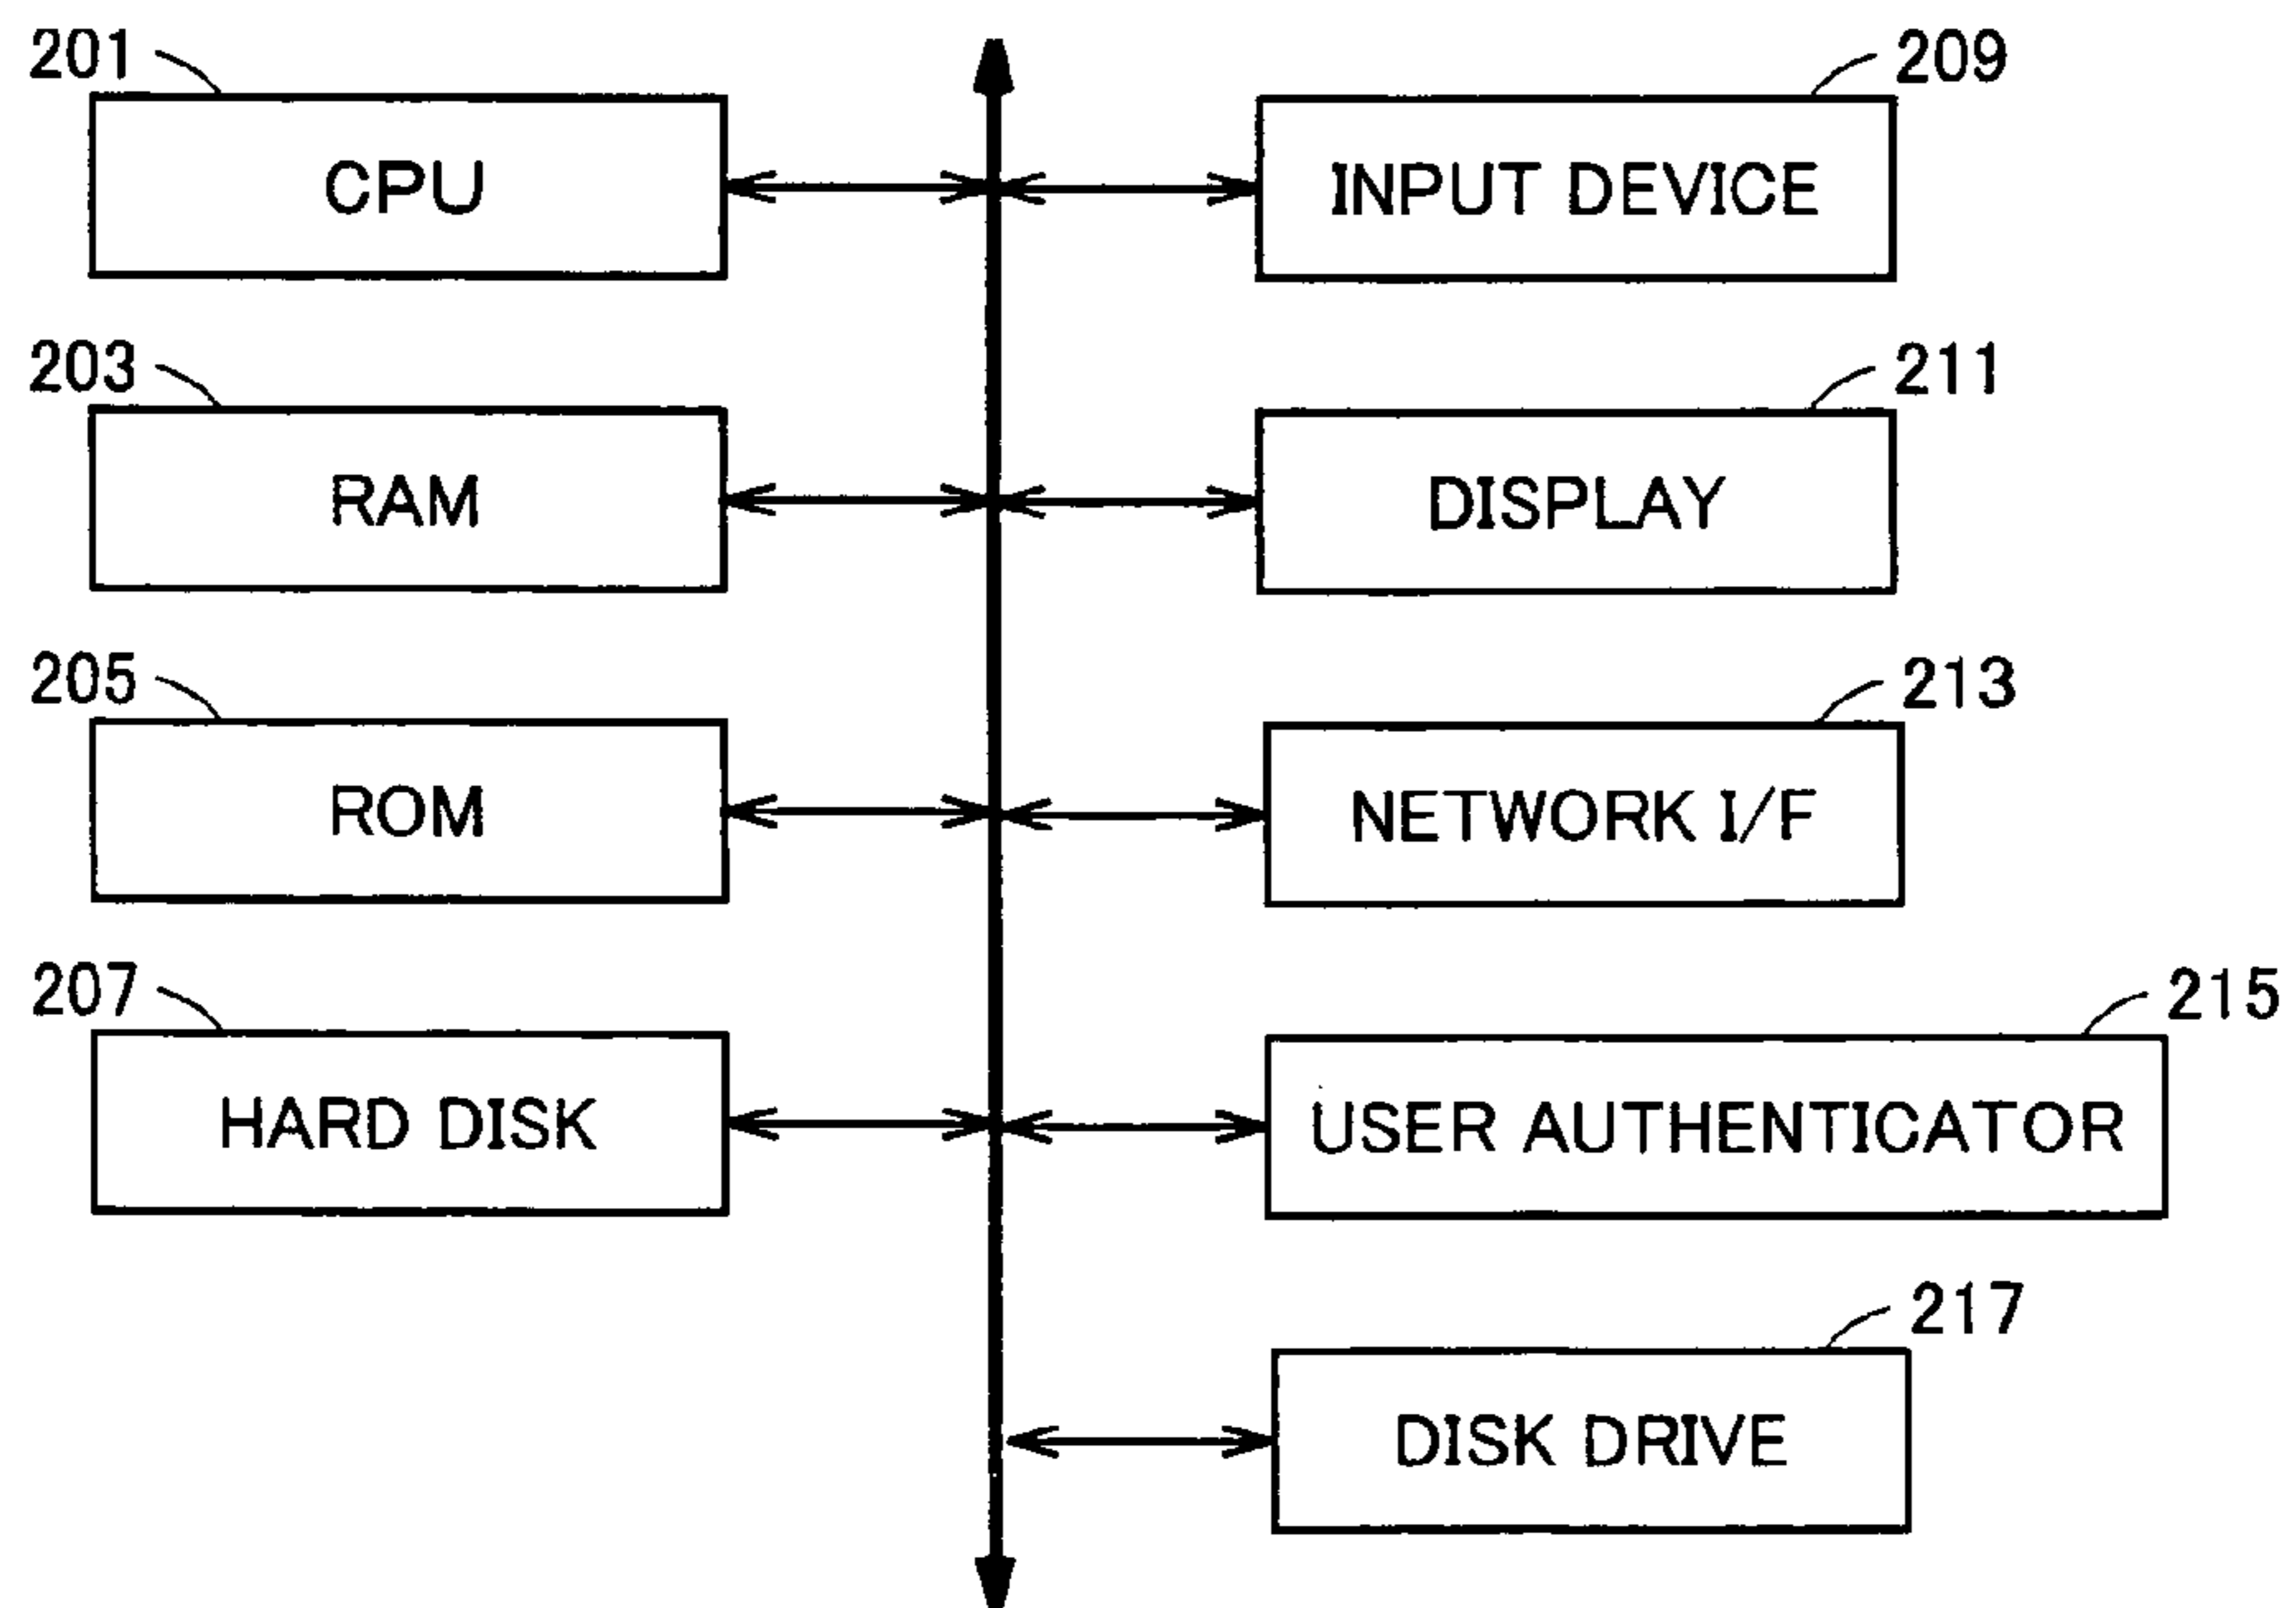 201
CPU
203
RAM
205
ROM
207
HARD DISK
209
INPUT DEVICE
211
DISPLAY
213
NETWORK I/F
215
USER AUTHENTICATOR
217
DISK DRIVE